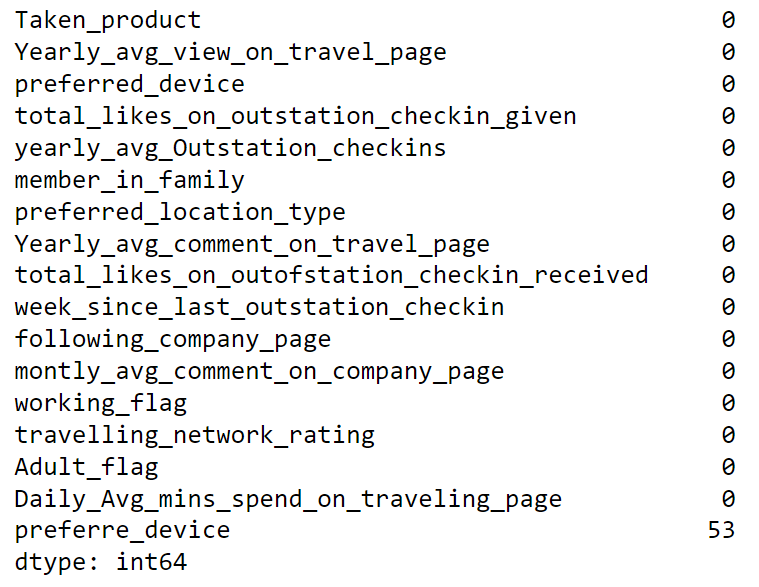 Taken_product 0
Yearly_avg_view_on_travel_page 0
preferred_device 0
total_likes_on_outstation_checkin_given 0
yearly_avg_Outstation_checkins 0
member_in_family 0
preferred_location_type 0
Yearly_avg_comment_on_travel_page 0
total_likes_on_outofstation_checkin_received 0
week_since_last_outstation_checkin 0
following_company_page 0
montly_avg_comment_on_company_page 0
working_flag 0
travelling_network_rating 0
Adult_flag 0
Daily_Avg_mins_spend_on_traveling_page 0
preferre_device 53
dtype: int64